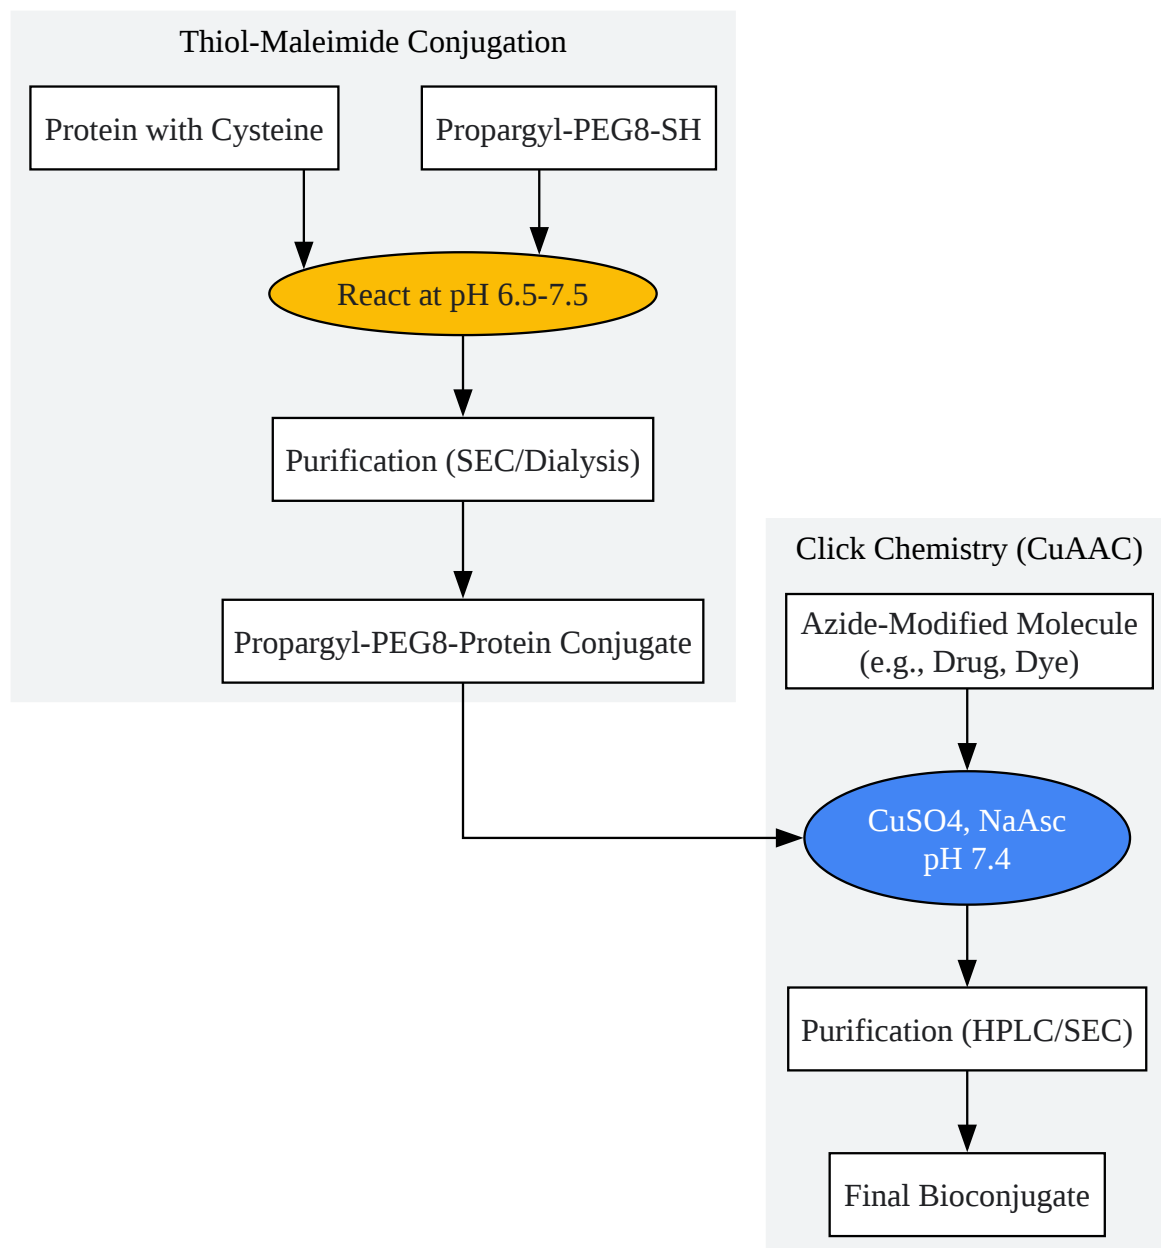 Thiol-Maleimide Conjugation
Protein with Cysteine
Propargyl-PEG8-SH
React at pH 6.5-7.5
Purification (SEC/Dialysis)
Propargyl-PEG8-Protein Conjugate
Click Chemistry (CuAAC)
Azide-Modified Molecule
(e.g., Drug, Dye)
CuSO4, NaAsc
pH 7.4
Purification (HPLC/SEC)
Final Bioconjugate